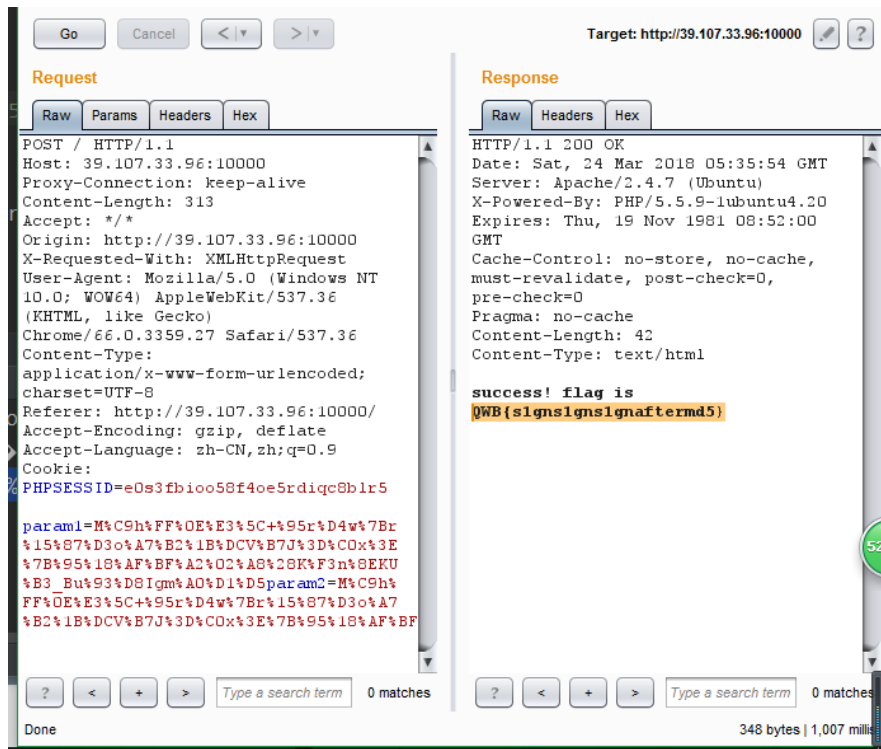 Go
Cancel
<
>
Target: http://39.107.33.96:10000
?
Request
Raw
Params
Headers
Hex
POST / HTTP/1.1
Host: 39.107.33.96:10000
Proxy-Connection: keep-alive
Content-Length: 313
Accept: */*
Origin: http://39.107.33.96:10000
X-Requested-With: XMLHttpRequest
User-Agent: Mozilla/5.0 (Windows NT
10.0; WOW64) AppleWebKit/537.36
(KHTML, like Gecko)
Chrome/66.0.3359.27 Safari/537.36
Content-Type:
application/x-www-form-urlencoded;
charset=UTF-8
Referer: http://39.107.33.96:10000/
Accept-Encoding: gzip, deflate
Accept-Language: zh-CN,zh;q=0.9
Cookie:
PHPSESSID=e0s3fbioo58f4oe5rdiqc8blr5
param1=M%C9h%FF%0E%E3%5C+%95r%D4w%7Br
%15%87%D3o%A7%B2%1B%DCV%B7J%3D%C0x%3E
%7B%95%18%AF%BF%A2%02%A8%28K%F3n%8EKU
%B3_Bu%93%D8Igm%A0%D1%D5param2=M%C9h%
FF%0E%E3%5C+%95r%D4w%7Br%15%87%D3o%A7
%B2%1B%DCV%B7J%3D%C0x%3E%7B%95%18%AF%BF
?
<
+
>
Type a search term
0 matches
Response
Raw
Headers
Hex
HTTP/1.1 200 OK
Date: Sat, 24 Mar 2018 05:35:54 GMT
Server: Apache/2.4.7 (Ubuntu)
X-Powered-By: PHP/5.5.9-1ubuntu4.20
Expires: Thu, 19 Nov 1981 08:52:00
GMT
Cache-Control: no-store, no-cache,
must-revalidate, post-check=0,
pre-check=0
Pragma: no-cache
Content-Length: 42
Content-Type: text/html
success! flag is
QWB{s1gns1gns1gnaftermd5}
52
?
<
+
>
Type a search term
0 matches
Done
348 bytes | 1,007 millis